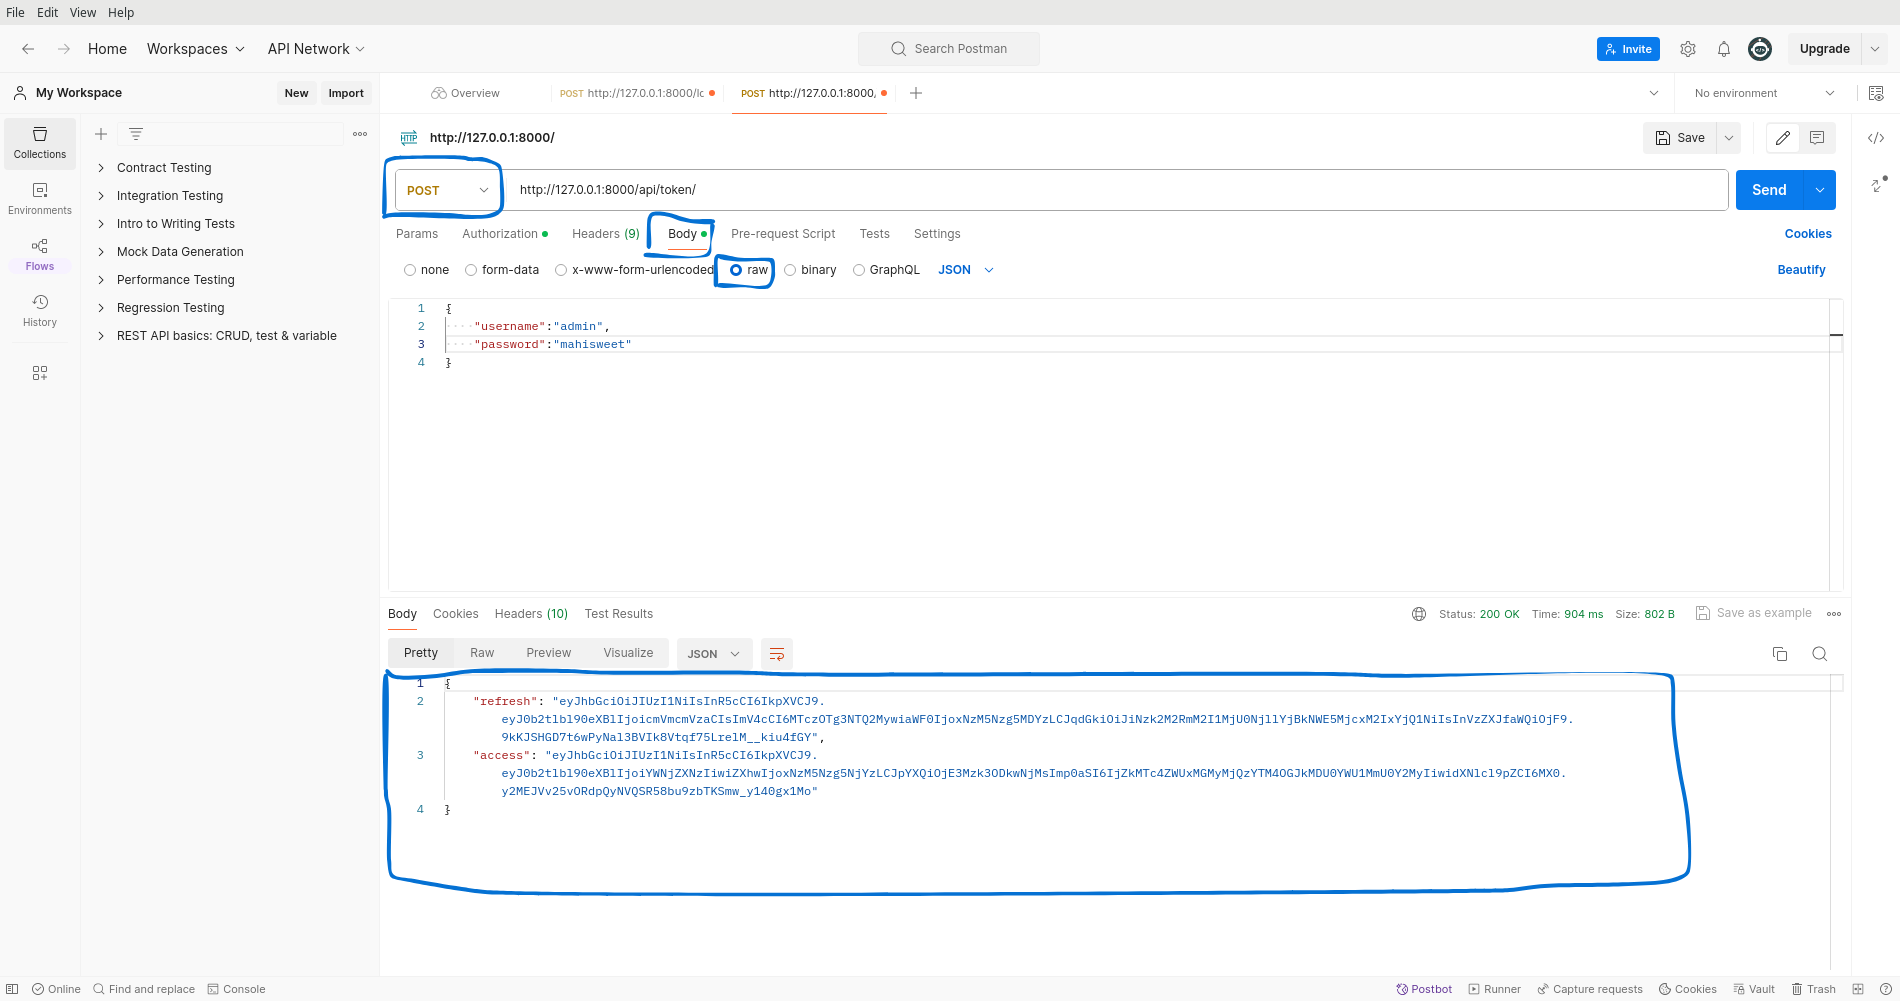 File Edit View Help
Home Workspaces API Network Search Postman Invite Upgrade
My Workspace New Import Overview POST http://127.0.0.1:8000/lc POST http://127.0.0.1:8000, No environment
http://127.0.0.1:8000/ Save
Collections
Environments
Flows
History
Contract Testing
Integration Testing
Intro to Writing Tests
Mock Data Generation
Performance Testing
Regression Testing
REST API basics: CRUD, test & variable
POST http://127.0.0.1:8000/api/token/ Send
Params Authorization Headers (9) Body Pre-request Script Tests Settings Cookies
none form-data x-www-form-urlencoded raw binary GraphQL JSON Beautify
1 {
2 ····"username":"admin",
3 ····"password":"mahisweet"
4 }
Body Cookies Headers (10) Test Results Status: 200 OK Time: 904 ms Size: 802 B Save as example
Pretty Raw Preview Visualize JSON
1 {
2 "refresh": "eyJhbGciOiJIUzI1NiIsInR5cCI6IkpXVCJ9.
eyJ0b2tlbl90eXBlIjoicmVmcmVzaCIsImV4cCI6MTczOTg3NTQ2MywiaWF0IjoxNzM5Nzg5MDYzLCJqdGkiOiJiNzk2M2RmM2I1MjU0NjllYjBkNWE5MjcxM2IxYjQ1NiIsInVzZXJfaWQiOjF9.
9kKJSHGD7t6wPyNal3BVIk8Vtqf75LrelM__kiu4fGY",
3 "access": "eyJhbGciOiJIUzI1NiIsInR5cCI6IkpXVCJ9.
eyJ0b2tlbl90eXBlIjoiYWNjZXNzIiwiZXhwIjoxNzM5Nzg5NjYzLCJpYXQiOjE3Mzk3ODkwNjMsImp0aSI6IjZkMTc4ZWUxMGMyMjQzYTM4OGJkMDU0YWU1MmU0Y2MyIiwidXNlcl9pZCI6MX0.
y2MEJVv25vORdpQyNVQSR58bu9zbTKSmw_y140gx1Mo"
4 }
Online Find and replace Console Postbot Runner Capture requests Cookies Vault Trash